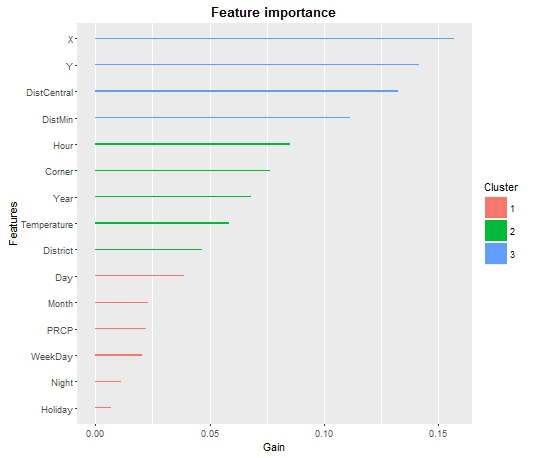 Feature importance
X
Y
DistCentral
DistMin
Hour
Corner
Year
Temperature
District
Day
Month
PRCP
WeekDay
Night
Holiday
Features
0.00 0.05 0.10 0.15
Gain
Cluster
1
2
3